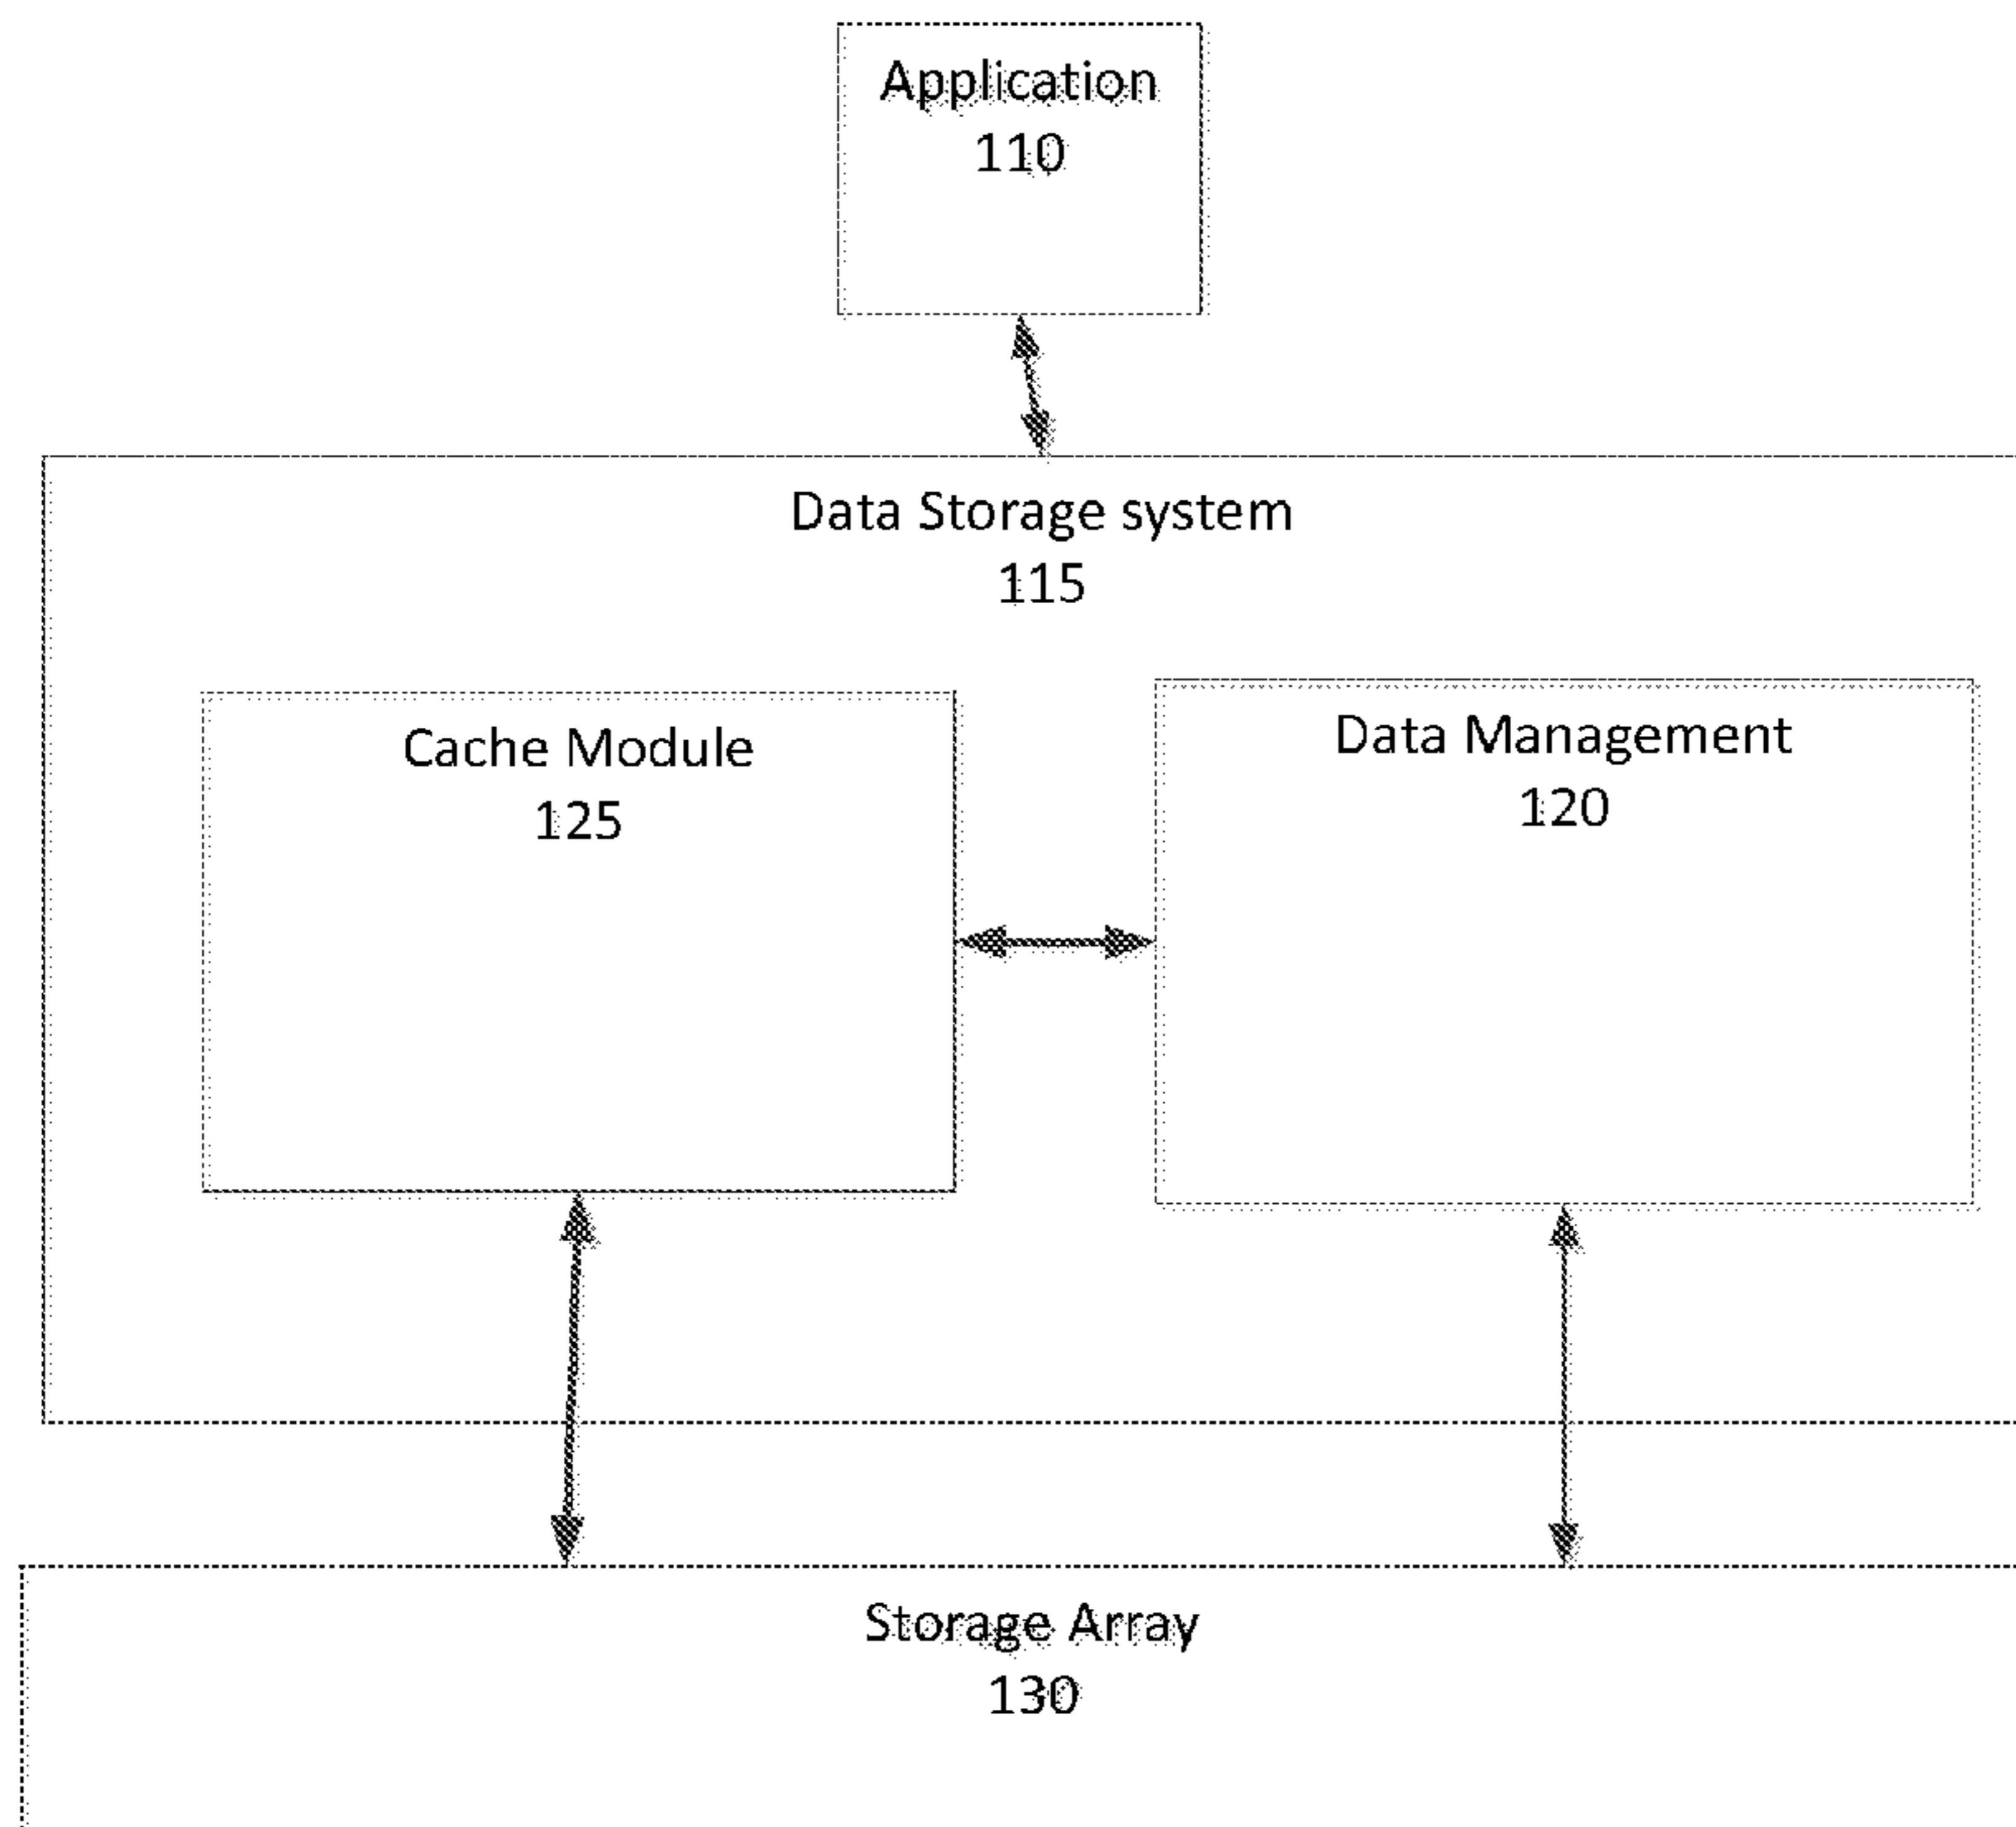 Application
110
Data Storage system
115
Cache Module
125
Data Management
120
Storage Array
130